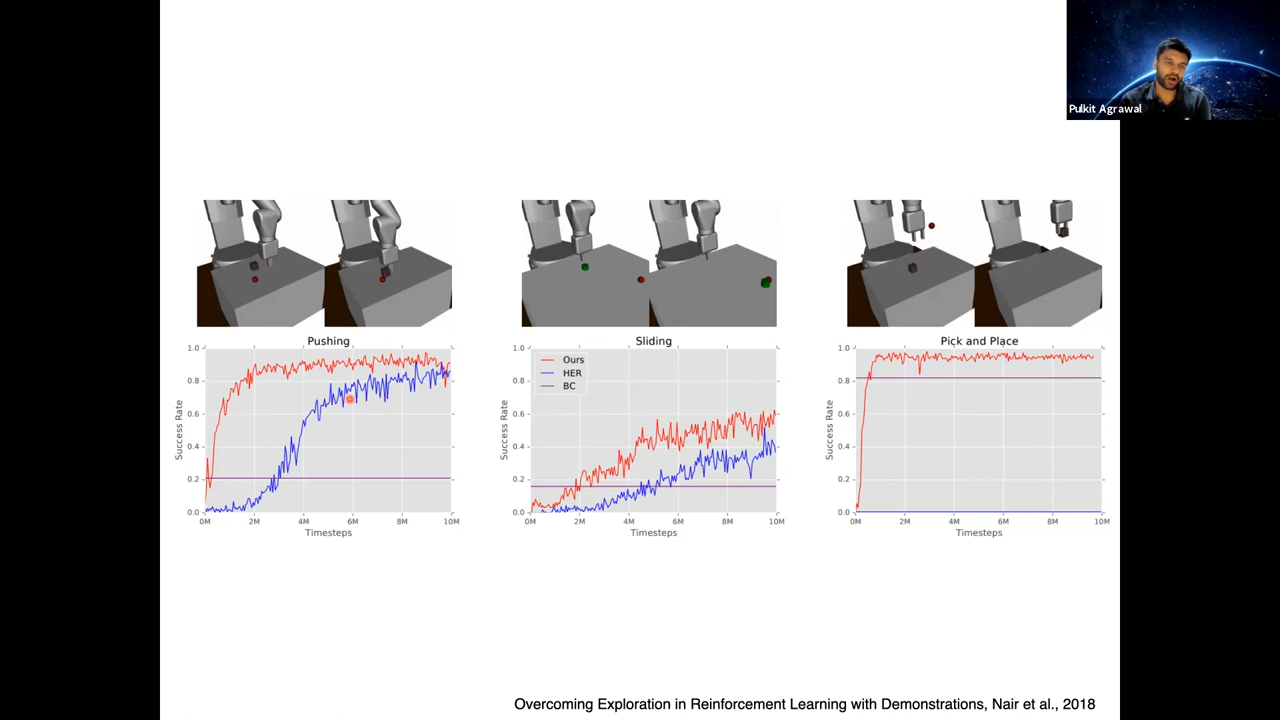 Pulkit Agrawal
Pushing
Success Rate
1.0
0.8
0.6
0.4
0.2
0.0
0M 2M 4M 6M 8M 10M
Timesteps
Sliding
Ours
HER
BC
Success Rate
1.0
0.8
0.6
0.4
0.2
0.0
0M 2M 4M 6M 8M 10M
Timesteps
Pick and Place
Success Rate
1.0
0.8
0.6
0.4
0.2
0.0
0M 2M 4M 6M 8M 10M
Timesteps
Overcoming Exploration in Reinforcement Learning with Demonstrations, Nair et al., 2018